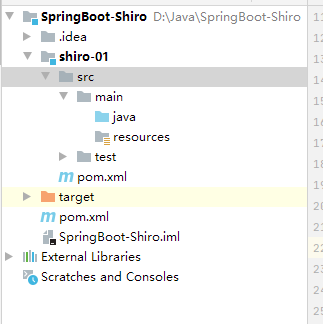 SpringBoot-Shiro D:\Java\SpringBoot-Shiro
.idea
shiro-01
src
main
java
resources
test
pom.xml
target
pom.xml
SpringBoot-Shiro.iml
External Libraries
Scratches and Consoles
11
12
13
14
15
16
17
18
19
20
21
22
23
24
25